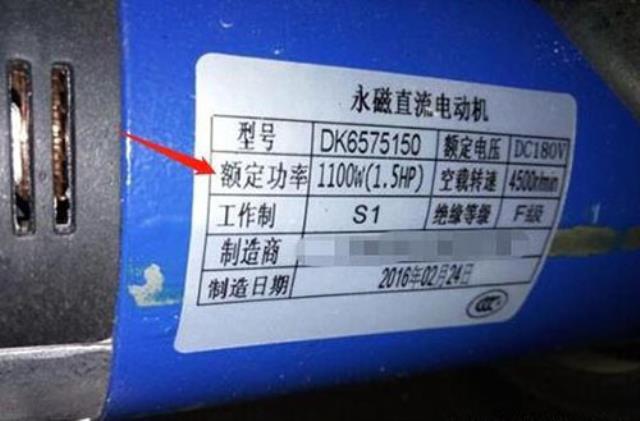 永磁直流电动机
型号 DK6575150 额定电压 DC180V
额定功率 1100W(1.5HP) 空载转速 4500r/min
工作制 S1 绝缘等级 F级
制造商
制造日期 2016年02月24日